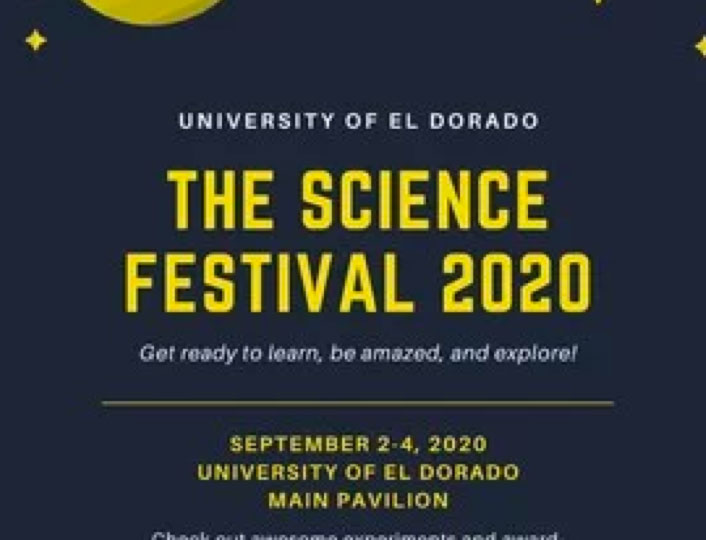 UNIVERSITY OF EL DORADO
THE SCIENCE
FESTIVAL 2020
Get ready to learn, be amazed, and explore!
SEPTEMBER 2-4, 2020
UNIVERSITY OF EL DORADO
MAIN PAVILION
Check out awesome experiments and award